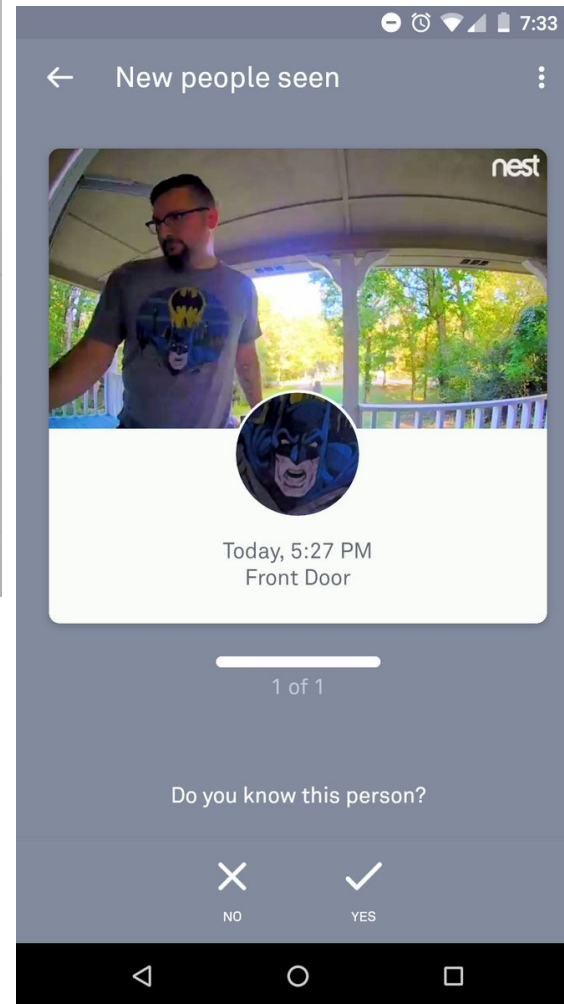 7:33
New people seen
nest
Today, 5:27 PM
Front Door
1 of 1
Do you know this person?
NO
YES